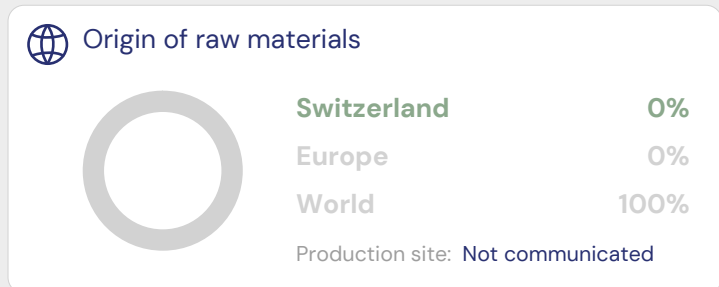 Origin of raw materials
Switzerland 0%
Europe 0%
World 100%
Production site: Not communicated